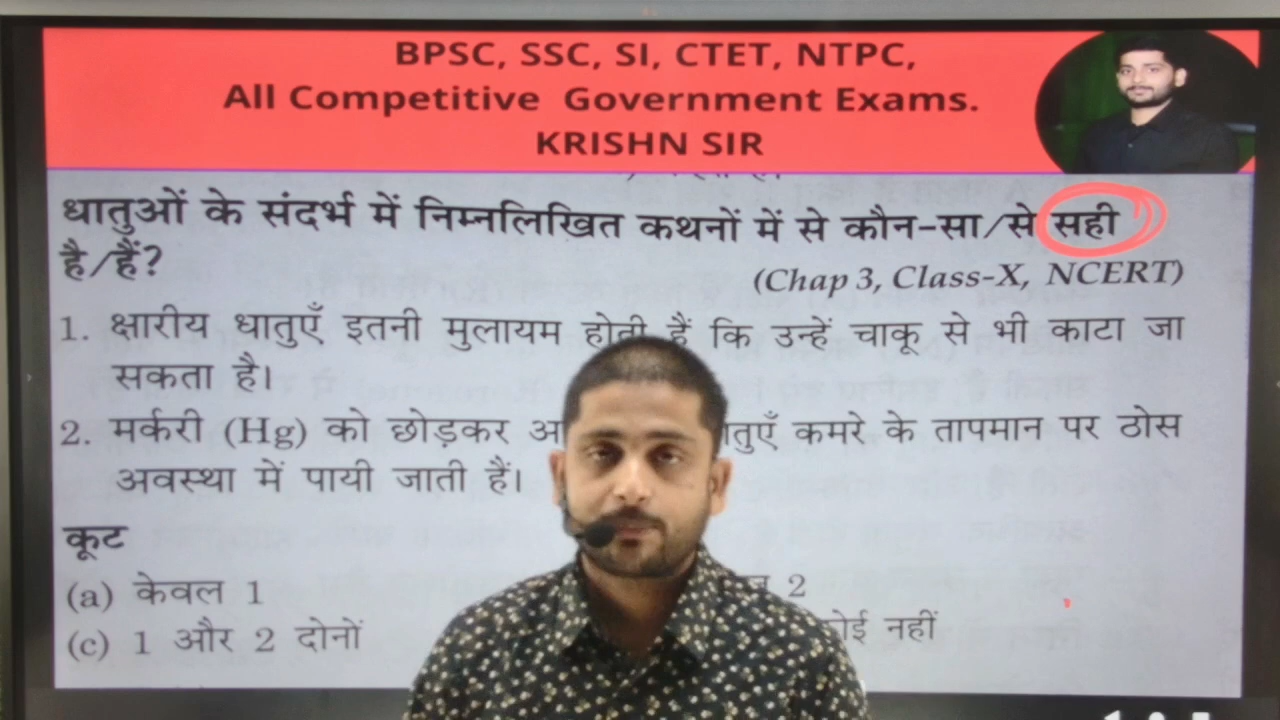 BPSC, SSC, SI, CTET, NTPC,
All Competitive Government Exams.
KRISHN SIR
धातुओं के संदर्भ में निम्नलिखित कथनों में से कौन-सा/से सही
है/हैं?
(Chap 3, Class-X, NCERT)
1. क्षारीय धातुएँ इतनी मुलायम होती हैं कि उन्हें चाकू से भी काटा जा
सकता है।
2. मर्करी (Hg) को छोड़कर कमरे के तापमान पर ठोस
अवस्था में पायी जाती हैं।
कूट
(a) केवल 1
2
(c) 1 और 2 दोनों
नहीं